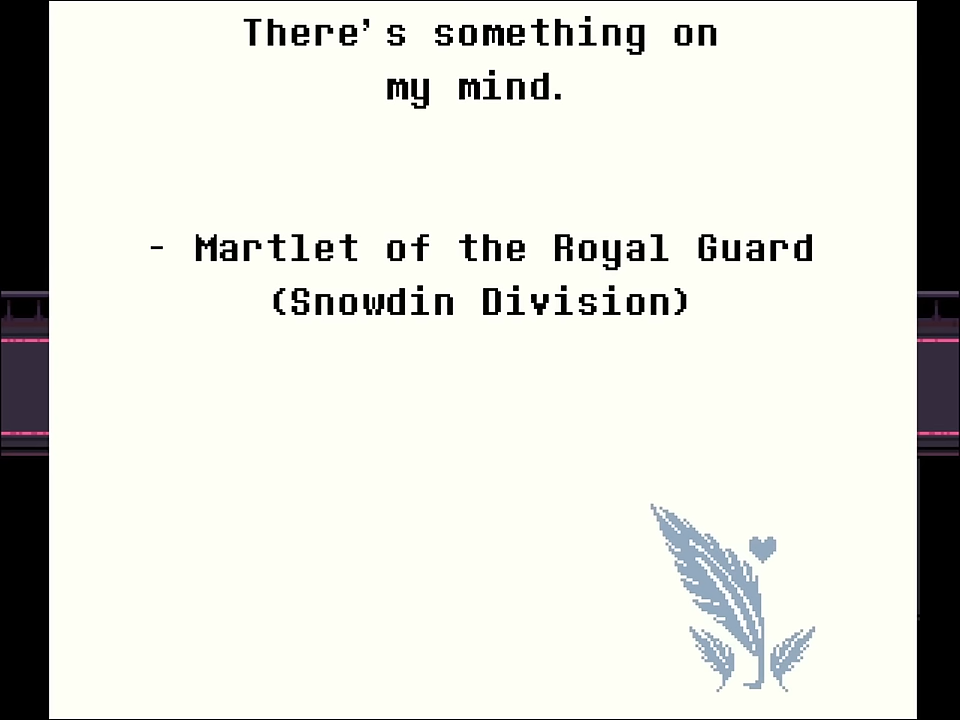 There's something on
my mind.
- Martlet of the Royal Guard
(Snowdin Division)